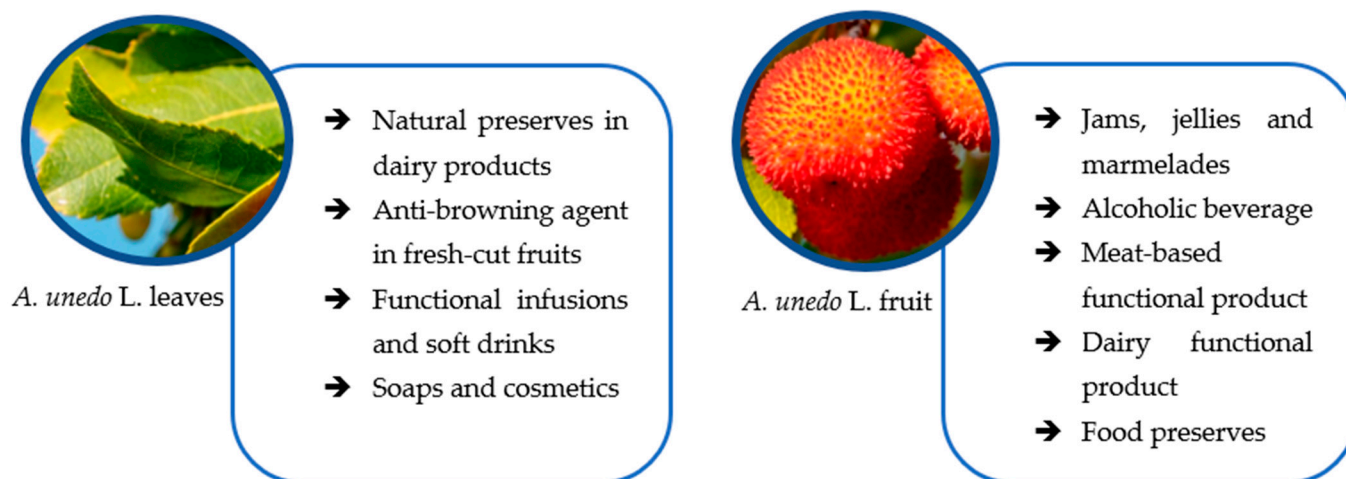 ➔ Natural preserves in
dairy products
➔ Anti-browning agent
in fresh-cut fruits
➔ Functional infusions
and soft drinks
➔ Soaps and cosmetics
A. unedo L. leaves
➔ Jams, jellies and
marmelades
➔ Alcoholic beverage
➔ Meat-based
functional product
➔ Dairy functional
product
➔ Food preserves
A. unedo L. fruit